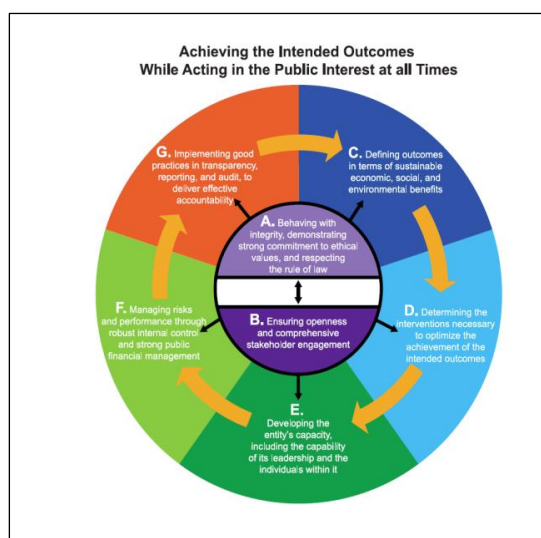 Achieving the Intended Outcomes
While Acting in the Public Interest at all Times
G. Implementing good
practices in transparency,
reporting, and audit, to
deliver effective
accountability
C. Defining outcomes
in terms of sustainable
economic, social, and
environmental benefits
A. Behaving with
integrity, demonstrating
strong commitment to ethical
values, and respecting
the rule of law
B. Ensuring openness
and comprehensive
stakeholder engagement
F. Managing risks
and performance through
robust internal control
and strong public
financial management
D. Determining the
interventions necessary
to optimize the
achievement of the
intended outcomes
E.
Developing the
entity's capacity,
including the capability
of its leadership and the
individuals within it